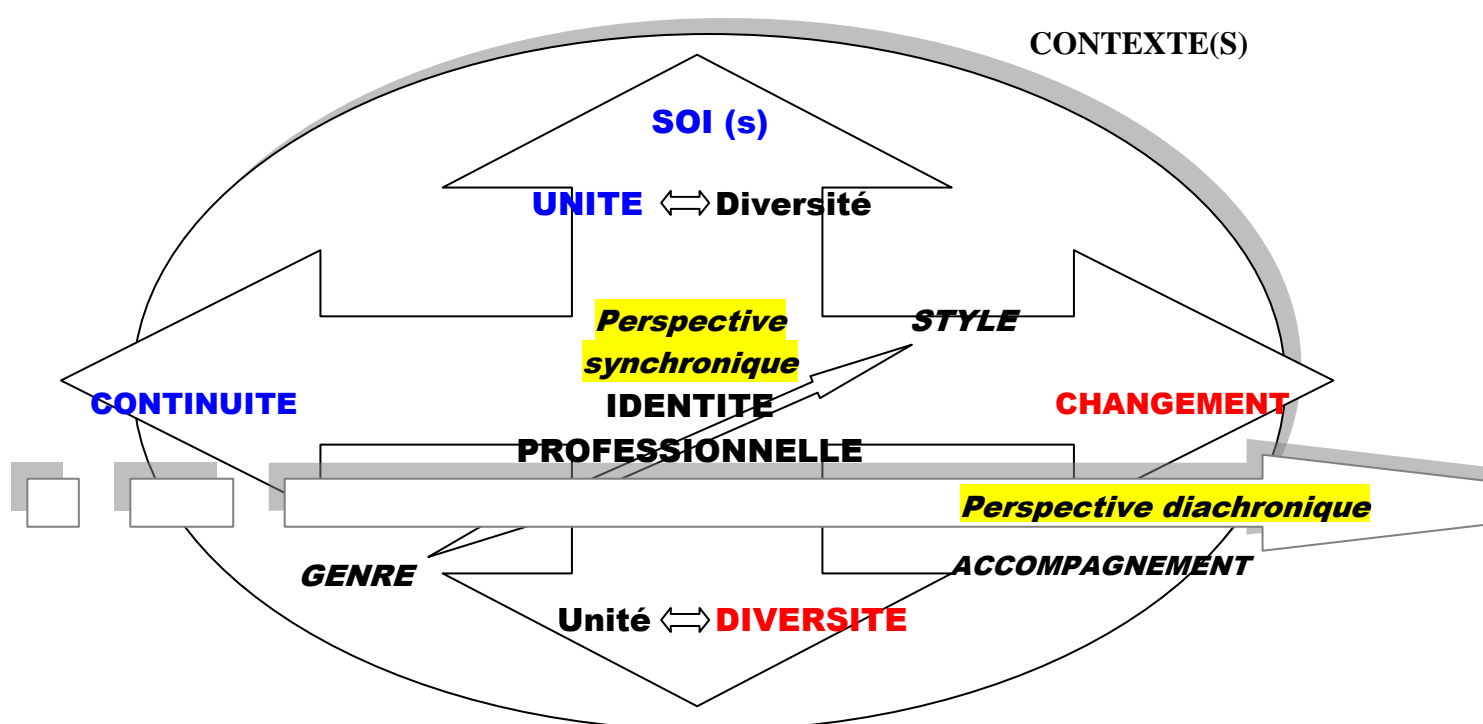 CONTEXTE(S)
SOI (s)
UNITE Diversité
Perspective
synchronique
STYLE
CONTINUITE
IDENTITE
CHANGEMENT
PROFESSIONNELLE
Perspective diachronique
GENRE
ACCOMPAGNEMENT
Unité DIVERSITE